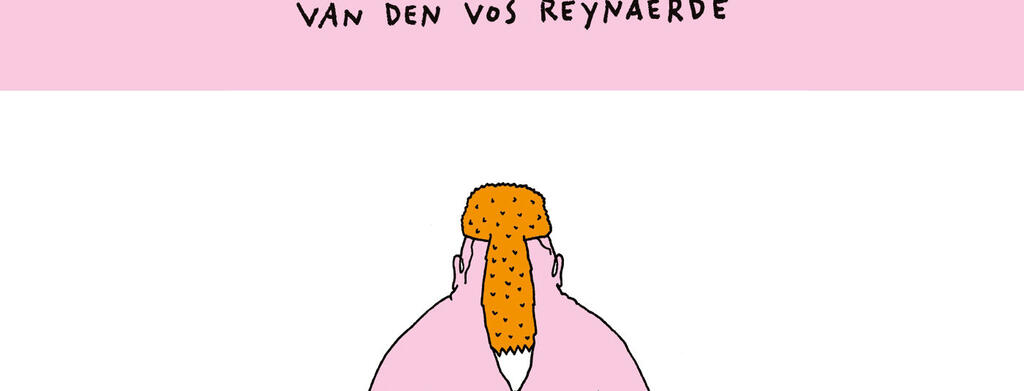 VAN DEN VOS REYNAERDE